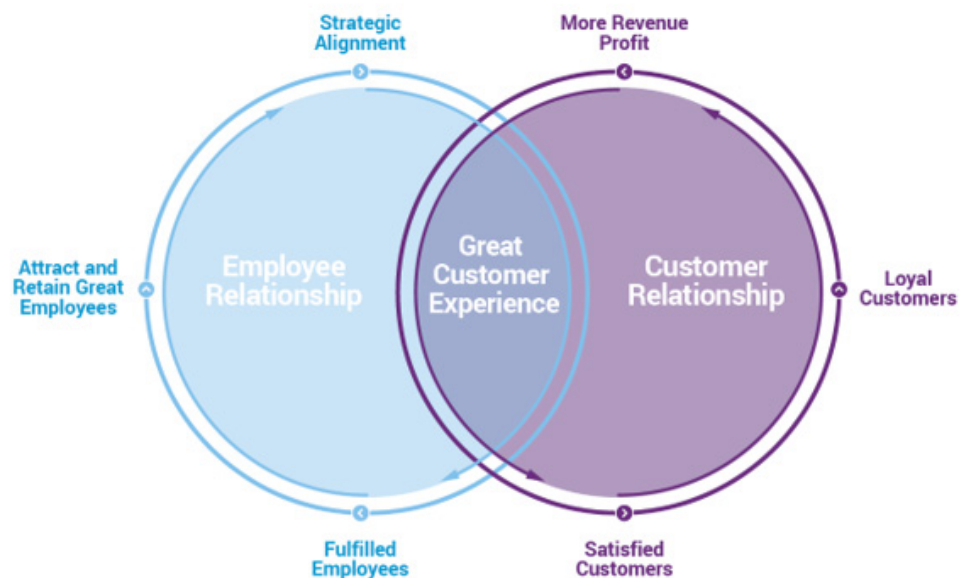 Strategic
Alignment
More Revenue
Profit
Attract and
Retain Great
Employees
Employee
Relationship
Great
Customer
Experience
Customer
Relationship
Loyal
Customers
Fulfilled
Employees
Satisfied
Customers